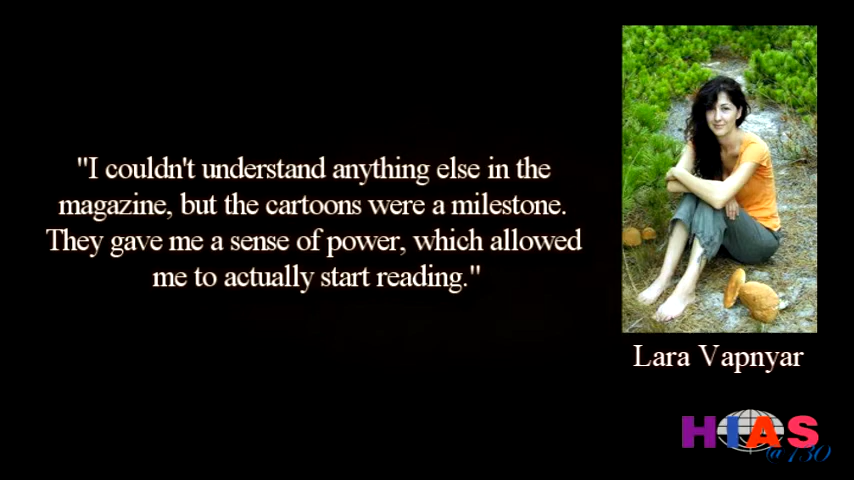 "I couldn't understand anything else in the
magazine, but the cartoons were a milestone.
They gave me a sense of power, which allowed
me to actually start reading."
Lara Vapnyar
HIAS
@130